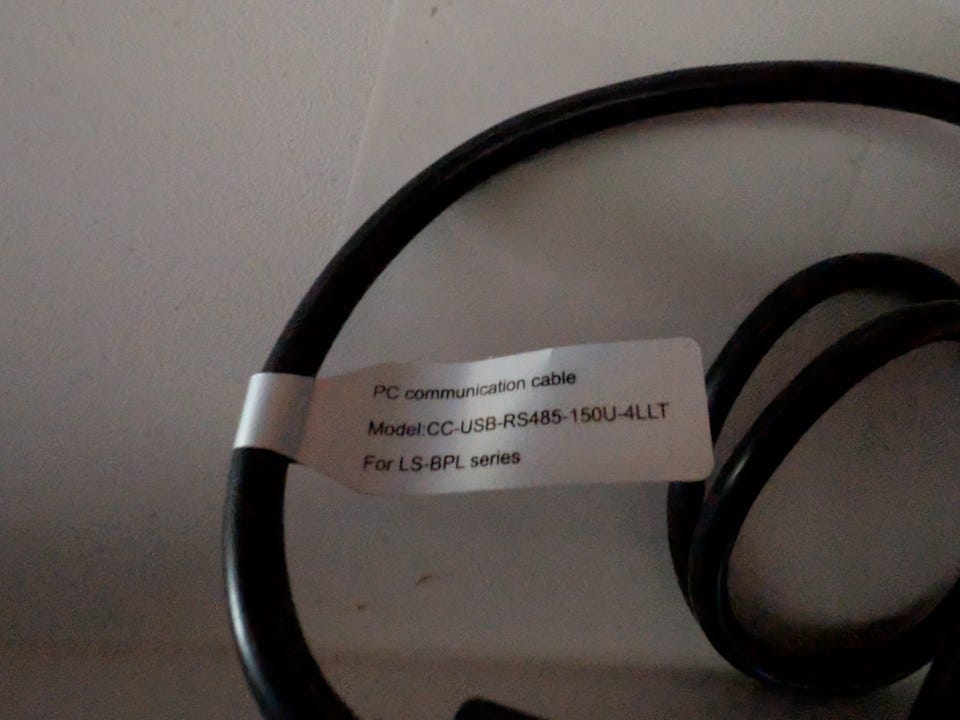 PC communication cable
Model:CC-USB-RS485-150U-4LLT
For LS-BPL series